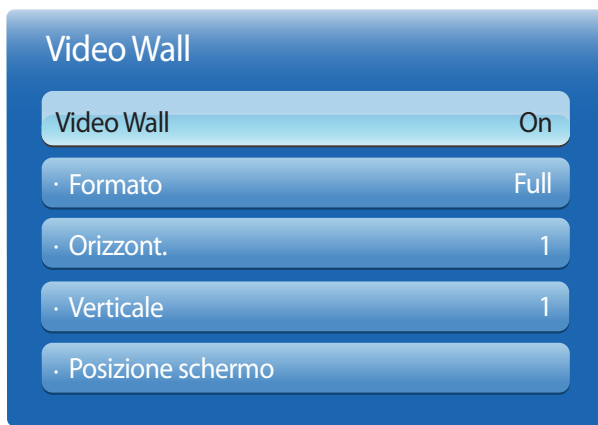 Video Wall
Video Wall On
· Formato Full
· Orizzont. 1
· Verticale 1
· Posizione schermo